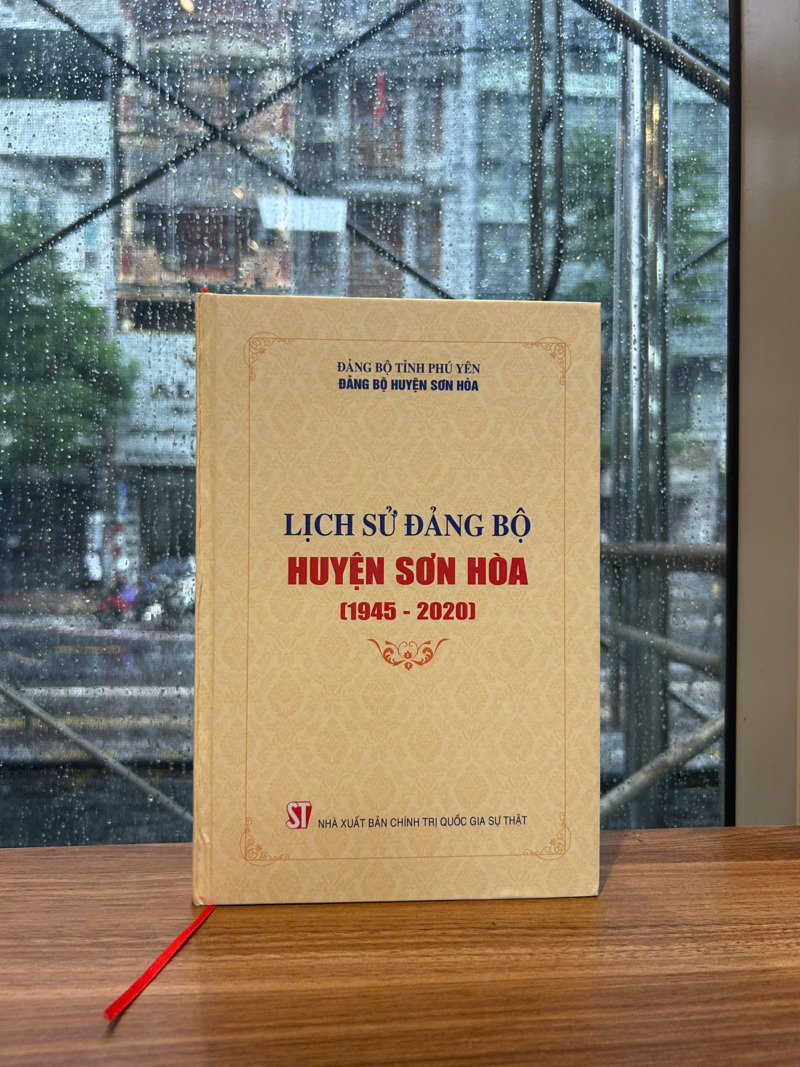 ĐẢNG BỘ TỈNH PHÚ YÊN
ĐẢNG BỘ HUYỆN SƠN HÒA
LỊCH SỬ ĐẢNG BỘ
HUYỆN SƠN HÒA
(1945 - 2020)
ST NHÀ XUẤT BẢN CHÍNH TRỊ QUỐC GIA SỰ THẬT